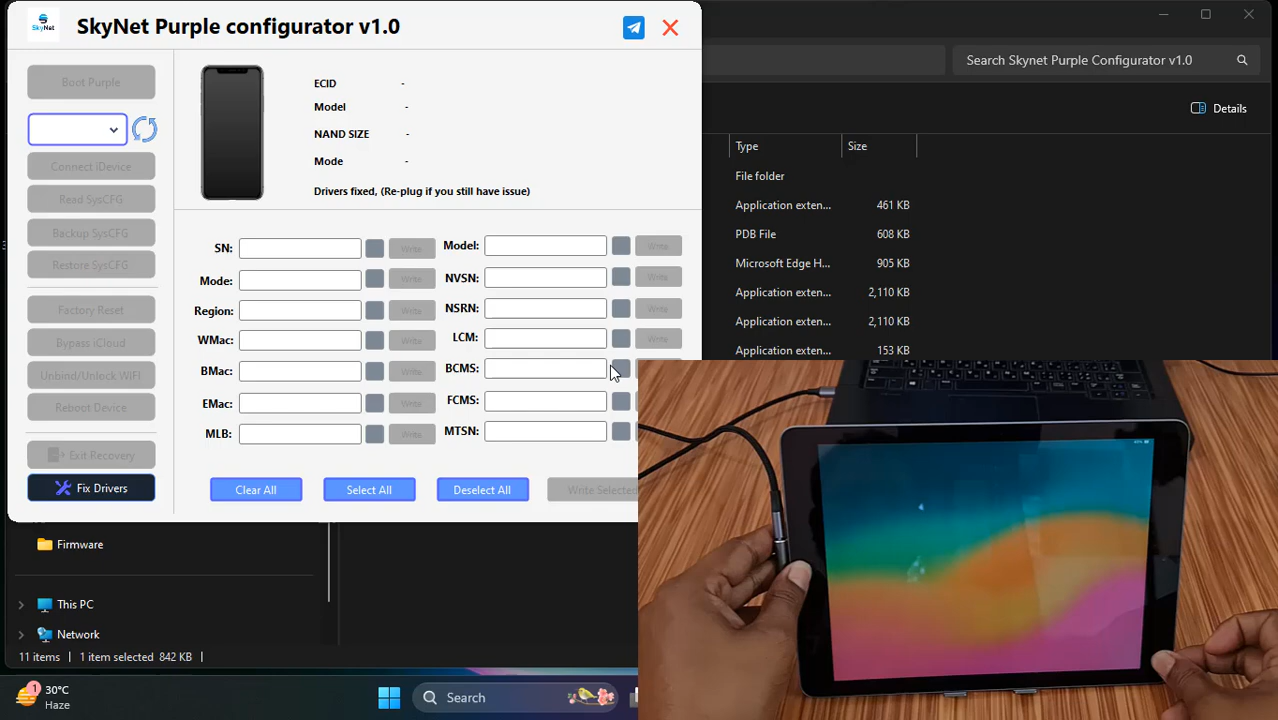 SkyNet
SkyNet Purple configurator v1.0
Boot Purple
Connect iDevice
Read SysCFG
Backup SysCFG
Restore SysCFG
Factory Reset
Bypass iCloud
Unbind/Unlock WIFI
Reboot Device
Exit Recovery
Fix Drivers
ECID -
Model -
NAND SIZE -
Mode -
Drivers fixed, (Re-plug if you still have issue)
SN: Write
Mode: Write
Region: Write
WMac: Write
BMac: Write
EMac: Write
MLB: Write
Model: Write
NVSN: Write
NSRN: Write
LCM: Write
BCMS:
FCMS:
MTSN:
Clear All
Select All
Deselect All
Write Selected
Search Skynet Purple Configurator v1.0
Details
Type Size
File folder
Application exten... 461 KB
PDB File 608 KB
Microsoft Edge H... 905 KB
Application exten... 2,110 KB
Application exten... 2,110 KB
Application exten... 153 KB
Firmware
This PC
Network
11 items 1 item selected 842 KB
1
30°C
Haze
Search